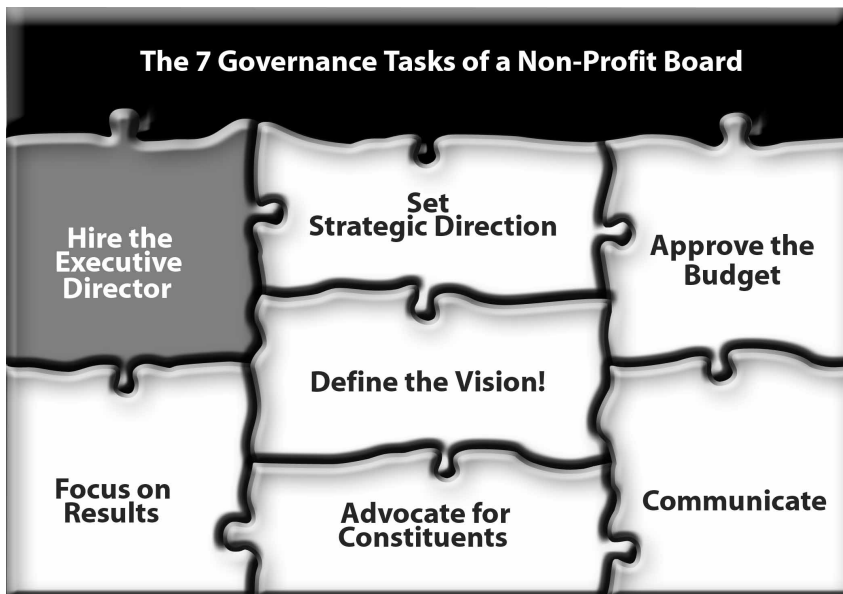 The 7 Governance Tasks of a Non-Profit Board
Hire the
Executive
Director
Set
Strategic Direction
Approve the
Budget
Define the Vision!
Focus on
Results
Advocate for
Constituents
Communicate